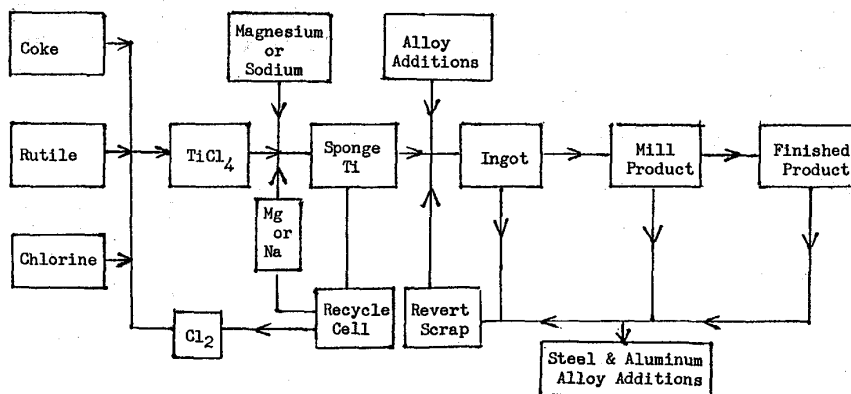 Coke
Magnesium
or
Sodium
Alloy
Additions
Rutile
TiCl4
Sponge
Ti
Ingot
Mill
Product
Finished
Product
Chlorine
Mg
or
Na
Cl2
Recycle
Cell
Revert
Scrap
Steel & Aluminum
Alloy Additions